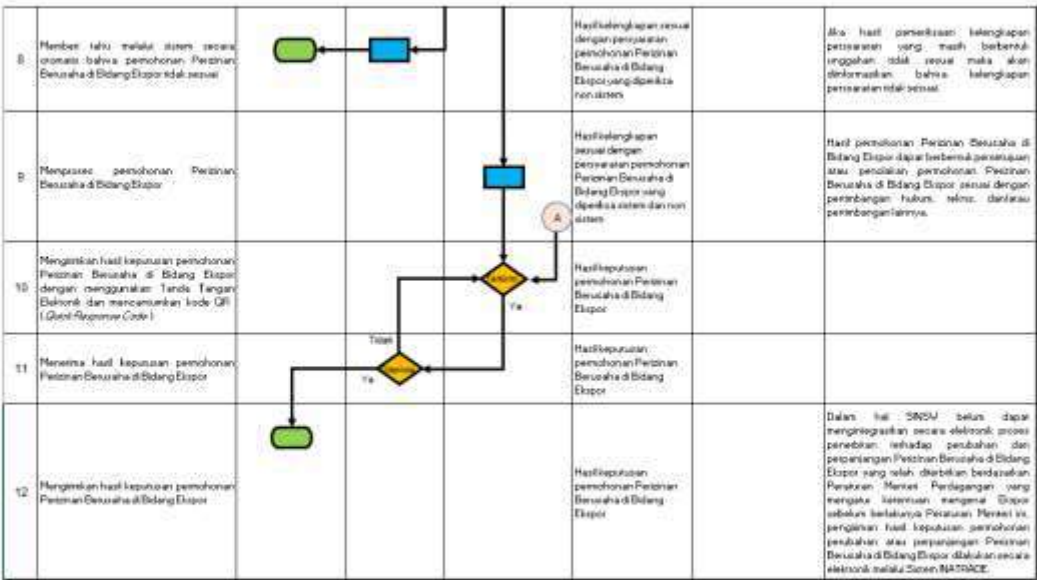 8
Memberi tahu melalui sistem secara
otomatis bahwa permohonan Perizinan
Berusaha di Bidang Ekspor tidak sesuai
Hasil kelengkapan sesuai
dengan persyaratan
permohonan Perizinan
Berusaha di Bidang
Ekspor yang diperiksa
non sistem
Jika hasil pemeriksaan kelengkapan
persyaratan yang masih berbentuk
unggahan tidak sesuai maka akan
diinformasikan bahwa kelengkapan
persyaratan tidak sesuai.
9
Memproses permohonan Perizinan
Berusaha di Bidang Ekspor
Hasil kelengkapan
sesuai dengan
persyaratan permohonan
Perizinan Berusaha di
Bidang Ekspor yang
diperiksa sistem dan non
sistem
A
Hasil permohonan Perizinan Berusaha di
Bidang Ekspor dapat berbentuk persetujuan
atau penolakan permohonan Perizinan
Berusaha di Bidang Ekspor sesuai dengan
pertimbangan hukum, teknis, dan/atau
pertimbangan lainnya.
10
Mengirimkan hasil keputusan permohonan
Perizinan Berusaha di Bidang Ekspor
dengan menggunakan Tanda Tangan
Elektronik dan mencantumkan kode QR
(Quick Response Code)
Ya
Hasil keputusan
permohonan Perizinan
Berusaha di Bidang
Ekspor
11
Menerima hasil keputusan permohonan
Perizinan Berusaha di Bidang Ekspor
Tidak
Ya
Hasil keputusan
permohonan Perizinan
Berusaha di Bidang
Ekspor
12
Mengirimkan hasil keputusan permohonan
Perizinan Berusaha di Bidang Ekspor
Hasil keputusan
permohonan Perizinan
Berusaha di Bidang
Ekspor
Dalam hal SINSW belum dapat
mengintegrasikan secara elektronik proses
penerbitan terhadap perubahan dan
perpanjangan Perizinan Berusaha di Bidang
Ekspor yang telah diterbitkan berdasarkan
Peraturan Menteri Perdagangan yang
mengatur ketentuan mengenai Ekspor
sebelum berlakunya Peraturan Menteri ini,
pengiriman hasil keputusan permohonan
perubahan atau perpanjangan Perizinan
Berusaha di Bidang Ekspor dilakukan secara
elektronik melalui Sistem INATRADE.